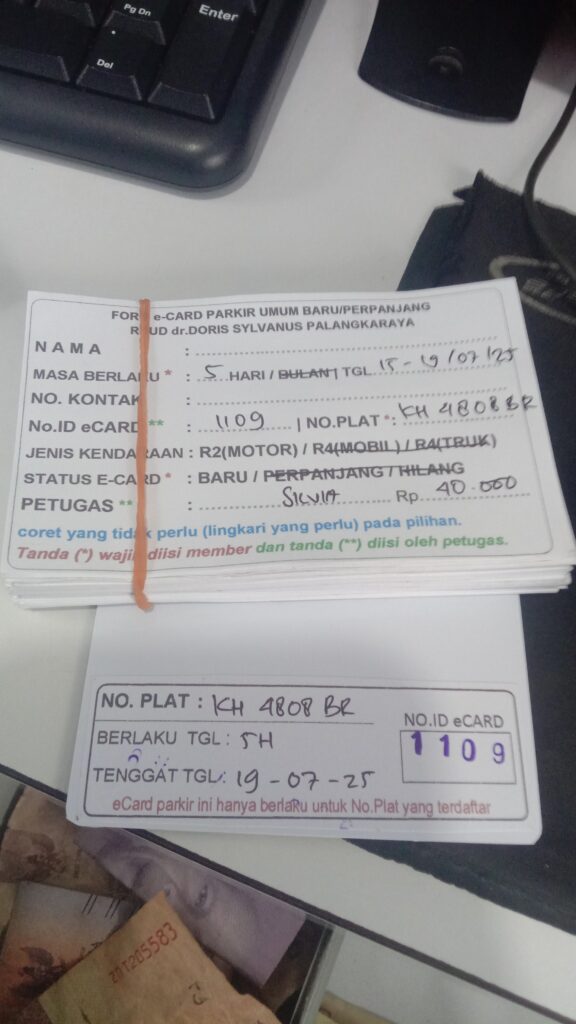 Pg Dn
Enter
Del
FORM e-CARD PARKIR UMUM BARU/PERPANJANG
RSUD dr.DORIS SYLVANUS PALANGKARAYA
NAMA :
MASA BERLAKU * : 5 HARI / BULAN | TGL 15 - 19 / 07 / 25
NO. KONTAK :
No.ID eCARD ** : 1109 | NO.PLAT *: KH 4808 BR
JENIS KENDARAAN : R2(MOTOR) / R4(MOBIL) / R4(TRUK)
STATUS E-CARD * : BARU / PERPANJANG / HILANG
PETUGAS ** : SILVIA Rp. 40.000
coret yang tidak perlu (lingkari yang perlu) pada pilihan.
Tanda (*) wajib diisi member dan tanda (**) diisi oleh petugas.
NO. PLAT : KH 4808 BR
BERLAKU TGL : 5H
TENGGAT TGL : 19 - 07 - 25
NO.ID eCARD
1109
eCard parkir ini hanya berlaRu untuk No.Plat yang terdaftar